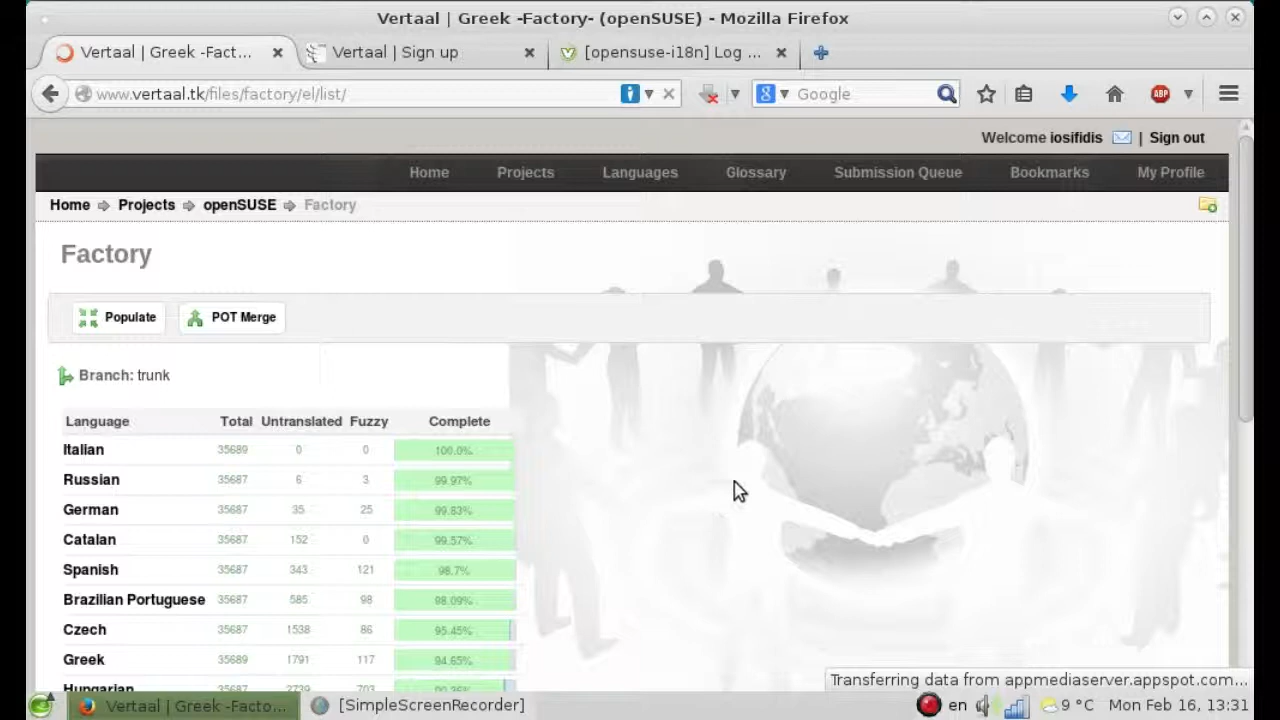 Vertaal | Greek -Factory- (openSUSE) - Mozilla Firefox
Vertaal | Greek -Fact... Vertaal | Sign up [opensuse-i18n] Log ...
www.vertaal.tk/files/factory/el/list/ 8 Google ABP
Welcome iosifidis | Sign out
Home Projects Languages Glossary Submission Queue Bookmarks My Profile
Home Projects openSUSE Factory
Factory
Populate POT Merge
Branch: trunk
Language Total Untranslated Fuzzy Complete
Italian 35689 0 0 100.0%
Russian 35687 6 3 99.97%
German 35687 35 25 99.83%
Catalan 35687 152 0 99.57%
Spanish 35687 343 121 98.7%
Brazilian Portuguese 35687 585 98 98.09%
Czech 35687 1538 86 95.45%
Greek 35689 1791 117 94.65%
Hungarian 35687 2739 703
Transferring data from appmediaserver.appspot.com...
Vertaal | Greek -Facto... [SimpleScreenRecorder] en 9 °C Mon Feb 16, 13:31